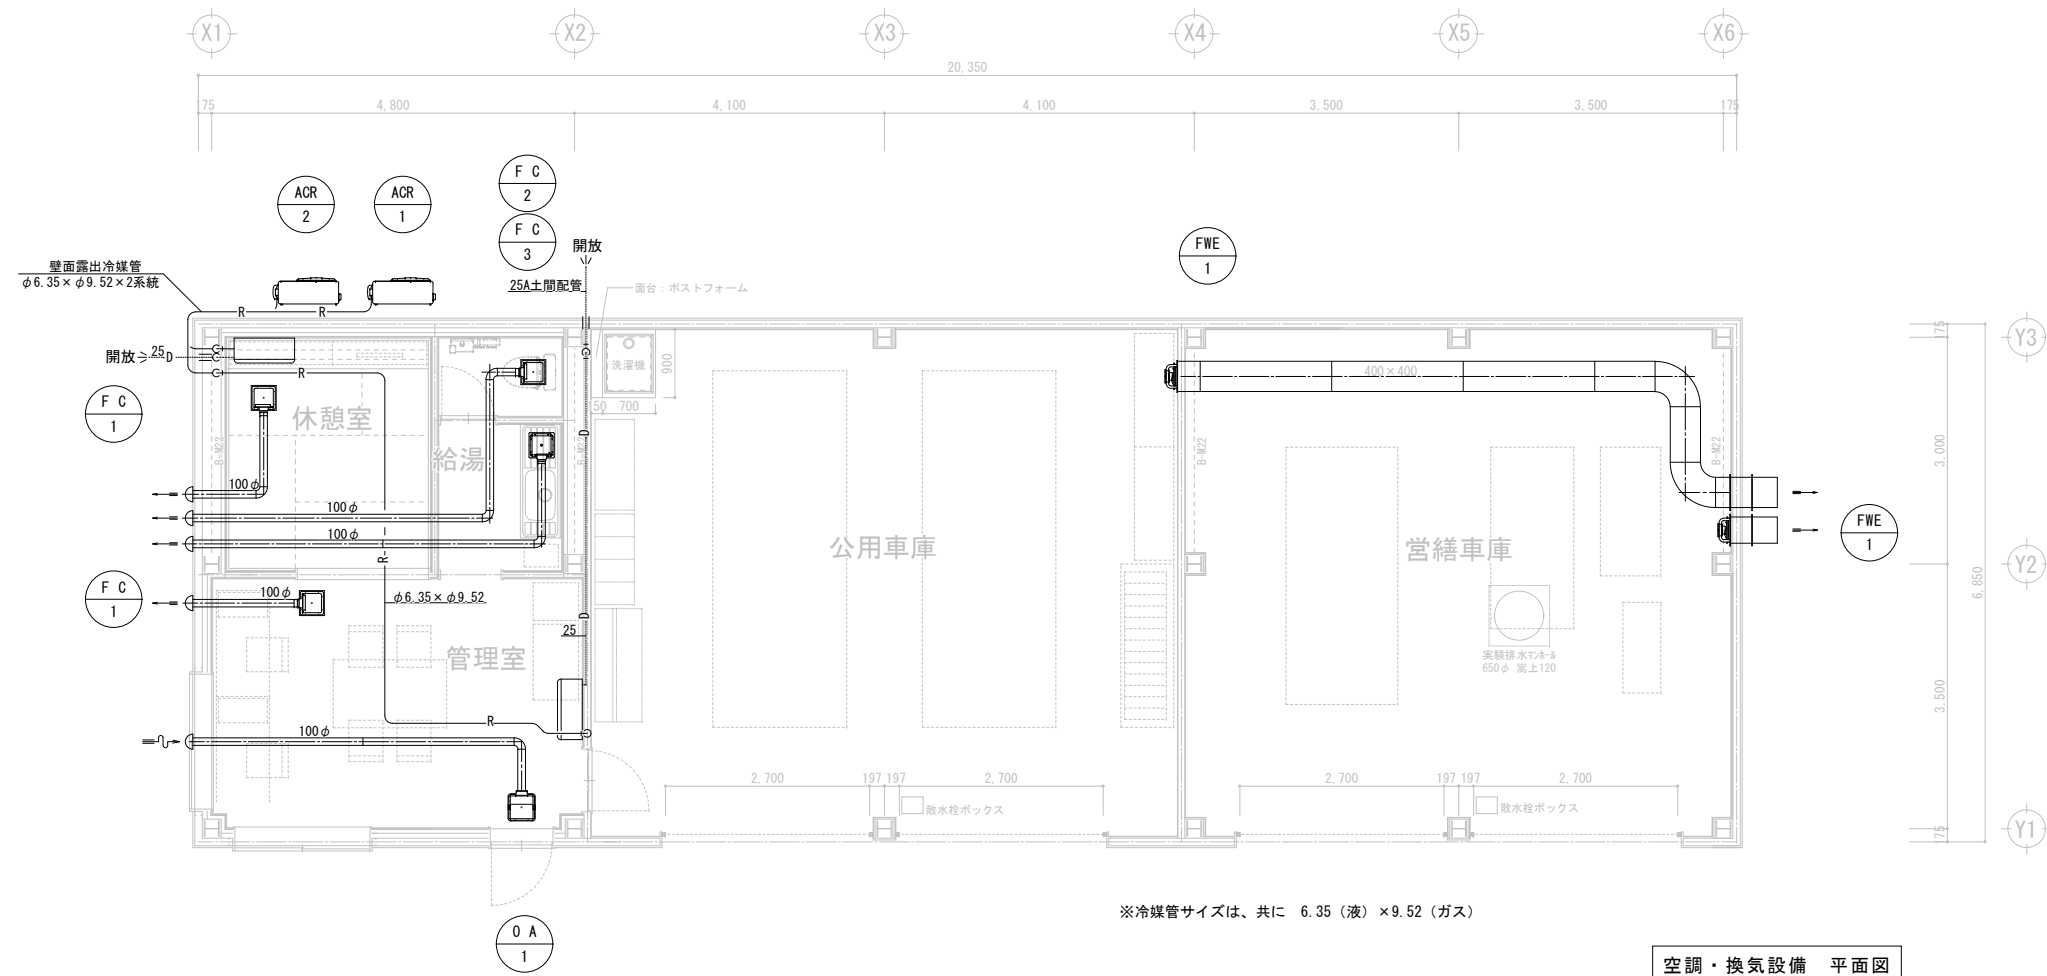 X1 X2 X3 X4 X5 X6
20,350
175 4,800 4,100 4,100 3,500 3,500 175
F C
2
ACR
2
ACR
1
F C
3
FWE
1
開放
壁面露出冷媒管
φ6.35×φ9.52×2系統
25A土間配管
面台：ポストフォーム
R R
175
Y3
開放 25 D
洗濯機
900
R
400×400
F C
1
休憩室
150 700
B-M22
給湯
D
B-M22
B-M22
B-M22
3,000
100φ
100φ
100φ
FWE
1
公用車庫
営繕車庫
R
Y2
6,850
F C
1
100φ
φ6.35×φ9.52
D
25
管理室
実験排水マンホール
650φ 嵩上120
3,500
R
100φ
2,700 197 197 2,700
2,700 197 197 2,700
散水栓ボックス
散水栓ボックス
175
Y1
※冷媒管サイズは、共に 6.35（液）×9.52（ガス）
O A
1
空調・換気設備 平面図